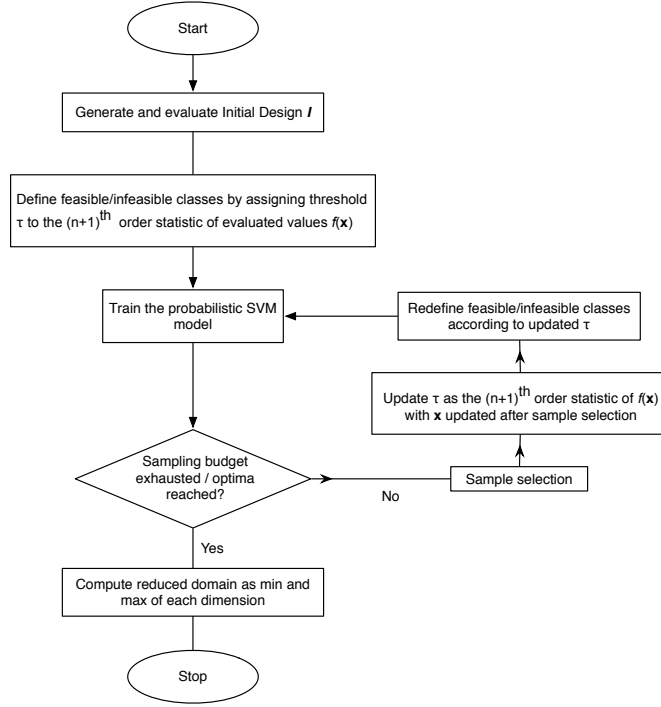 Start
Generate and evaluate Initial Design I
Define feasible/infeasible classes by assigning threshold
τ to the (n+1)th order statistic of evaluated values f(x)
Train the probabilistic SVM
model
Redefine feasible/infeasible classes
according to updated τ
Update τ as the (n+1)th order statistic of f(x)
with x updated after sample selection
Sampling budget
exhausted / optima
reached?
No
Sample selection
Yes
Compute reduced domain as min and
max of each dimension
Stop